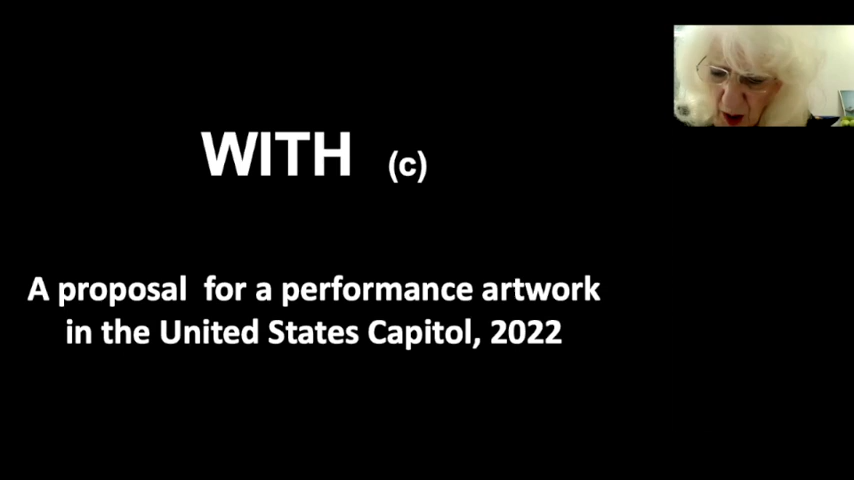 WITH (c)
A proposal for a performance artwork
in the United States Capitol, 2022